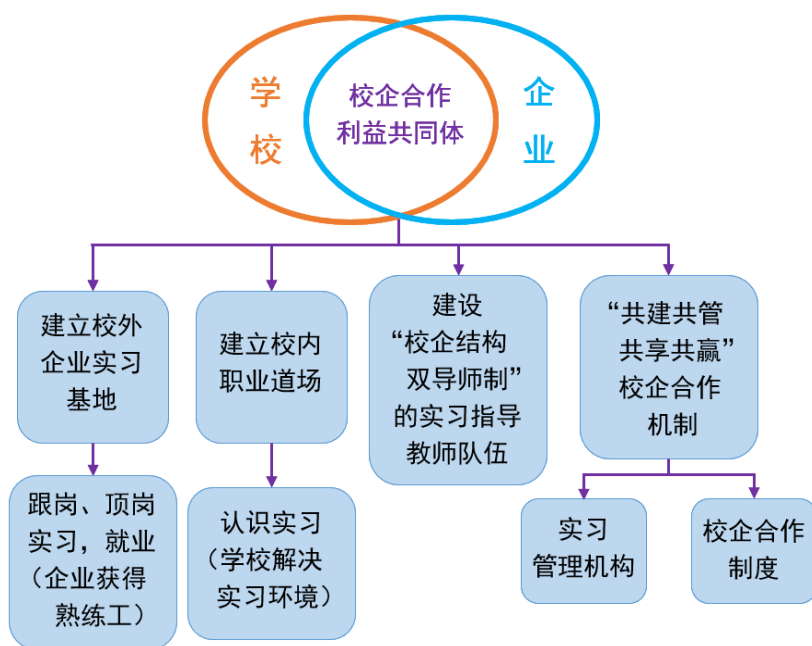 学
校
校企合作
利益共同体
企
业
建立校外
企业实习
基地
建立校内
职业道场
建设
“校企结构
双导师制”
的实习指导
教师队伍
“共建共管
共享共赢”
校企合作
机制
跟岗、顶岗
实习，就业
（企业获得
熟练工）
认识实习
（学校解决
实习环境）
实习
管理机构
校企合作
制度